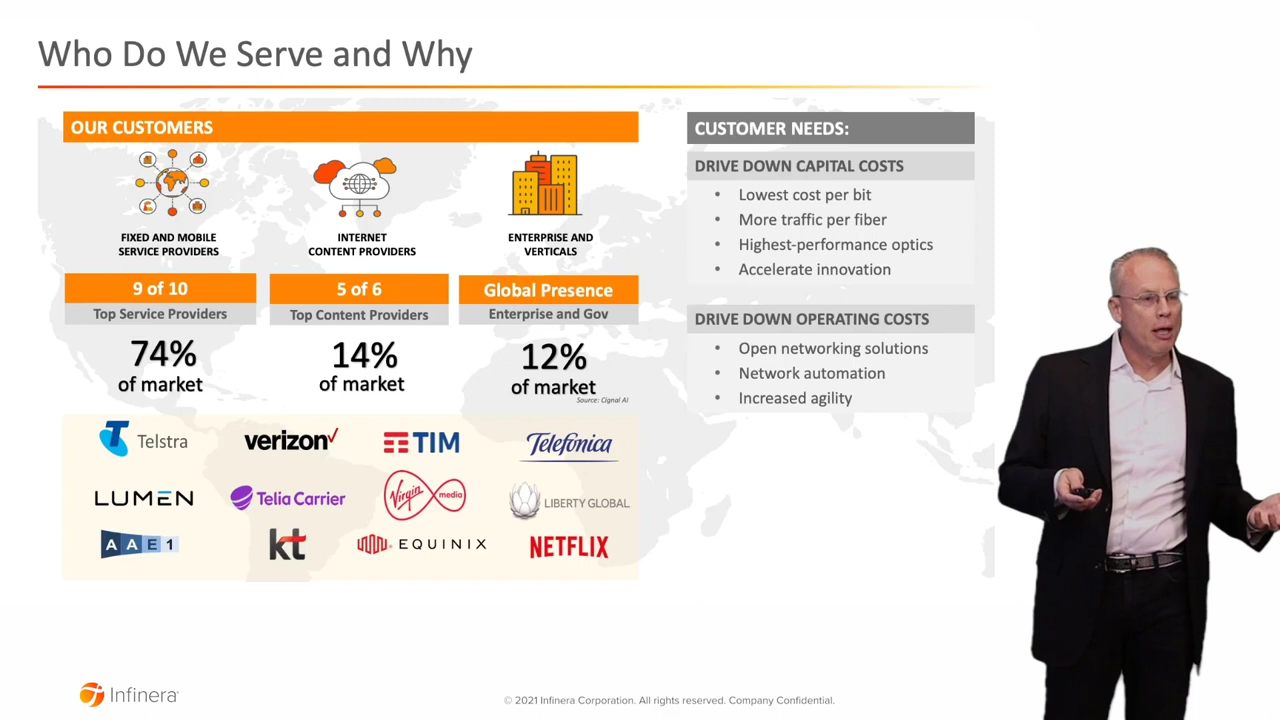 Who Do We Serve and Why
OUR CUSTOMERS
FIXED AND MOBILE
SERVICE PROVIDERS
INTERNET
CONTENT PROVIDERS
ENTERPRISE AND
VERTICALS
9 of 10
Top Service Providers
5 of 6
Top Content Providers
Global Presence
Enterprise and Gov
74%
of market
14%
of market
12%
of market
Source: Cignal AI
Telstra
verizon
TIM
Telefónica
LUMEN
Telia Carrier
Virgin media
LIBERTY GLOBAL
AAE1
kt
EQUINIX
NETFLIX
CUSTOMER NEEDS:
DRIVE DOWN CAPITAL COSTS
• Lowest cost per bit
• More traffic per fiber
• Highest-performance optics
• Accelerate innovation
DRIVE DOWN OPERATING COSTS
• Open networking solutions
• Network automation
• Increased agility
Infinera
© 2021 Infinera Corporation. All rights reserved. Company Confidential.